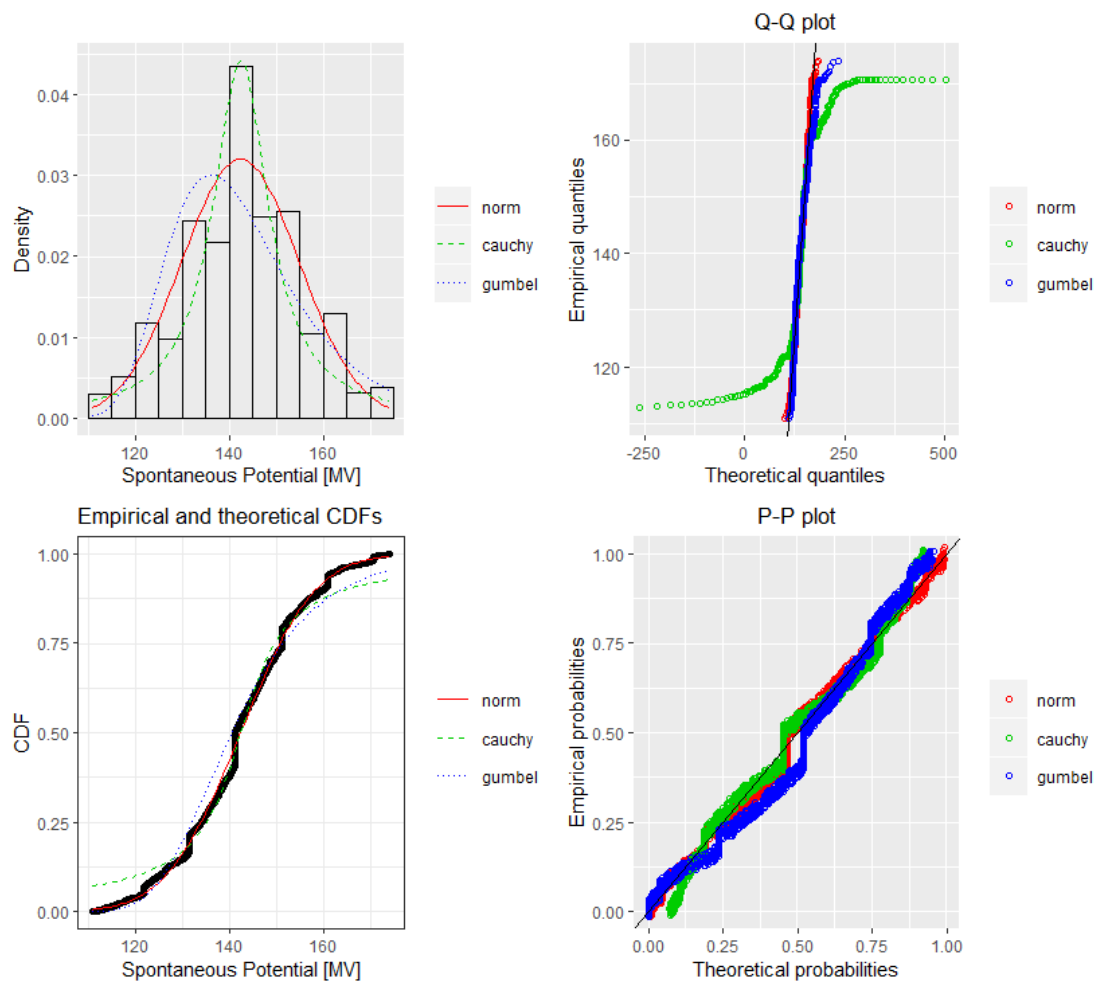 0.04
0.03
0.02
0.01
0.00
Density
120
140
160
Spontaneous Potential [MV]
norm
cauchy
gumbel
Q-Q plot
160
140
120
Empirical quantiles
-250
0
250
500
Theoretical quantiles
norm
cauchy
gumbel
Empirical and theoretical CDFs
1.00
0.75
0.50
0.25
0.00
CDF
120
140
160
Spontaneous Potential [MV]
norm
cauchy
gumbel
P-P plot
1.00
0.75
0.50
0.25
0.00
Empirical probabilities
0.00
0.25
0.50
0.75
1.00
Theoretical probabilities
norm
cauchy
gumbel